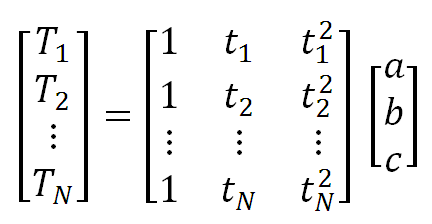 [T₁] = [1 t₁ t₁²] [a]
[T₂] = [1 t₂ t₂²] [b]
[⋮] = [⋮ ⋮ ⋮] [c]
[T_N] = [1 t_N t_N²]